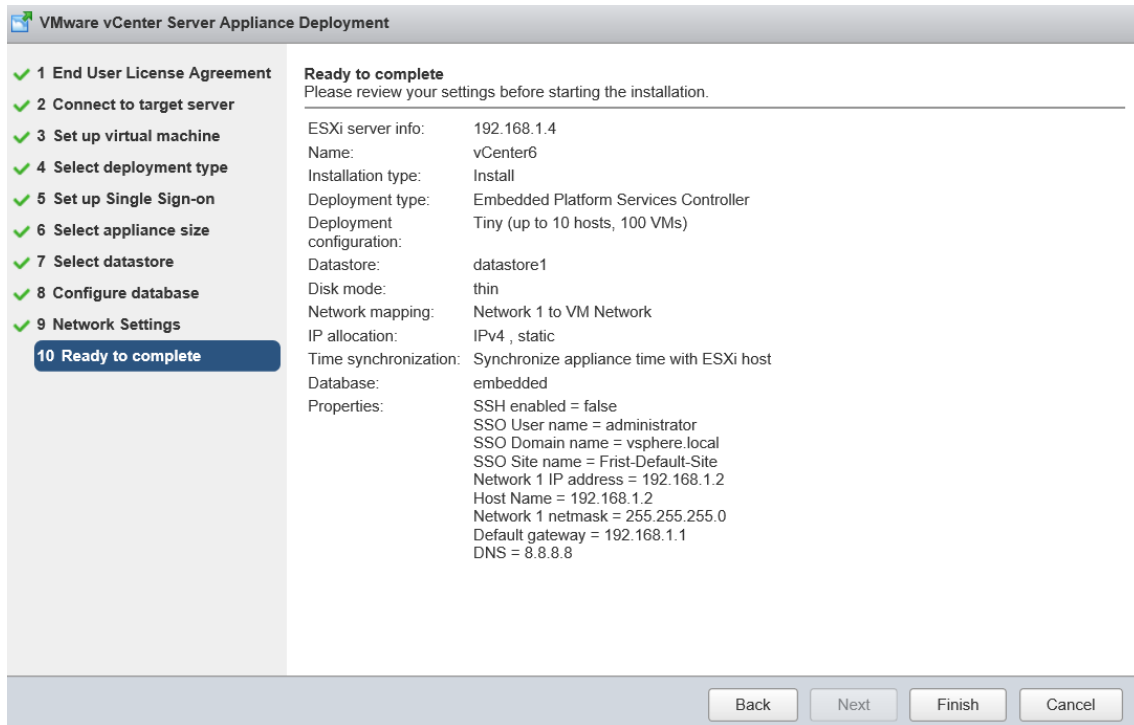 VMware vCenter Server Appliance Deployment
1 End User License Agreement
2 Connect to target server
3 Set up virtual machine
4 Select deployment type
5 Set up Single Sign-on
6 Select appliance size
7 Select datastore
8 Configure database
9 Network Settings
10 Ready to complete
Ready to complete
Please review your settings before starting the installation.
ESXi server info: 192.168.1.4
Name: vCenter6
Installation type: Install
Deployment type: Embedded Platform Services Controller
Deployment Tiny (up to 10 hosts, 100 VMs)
configuration:
Datastore: datastore1
Disk mode: thin
Network mapping: Network 1 to VM Network
IP allocation: IPv4 , static
Time synchronization: Synchronize appliance time with ESXi host
Database: embedded
Properties: SSH enabled = false
SSO User name = administrator
SSO Domain name = vsphere.local
SSO Site name = Frist-Default-Site
Network 1 IP address = 192.168.1.2
Host Name = 192.168.1.2
Network 1 netmask = 255.255.255.0
Default gateway = 192.168.1.1
DNS = 8.8.8.8
Back Next Finish Cancel